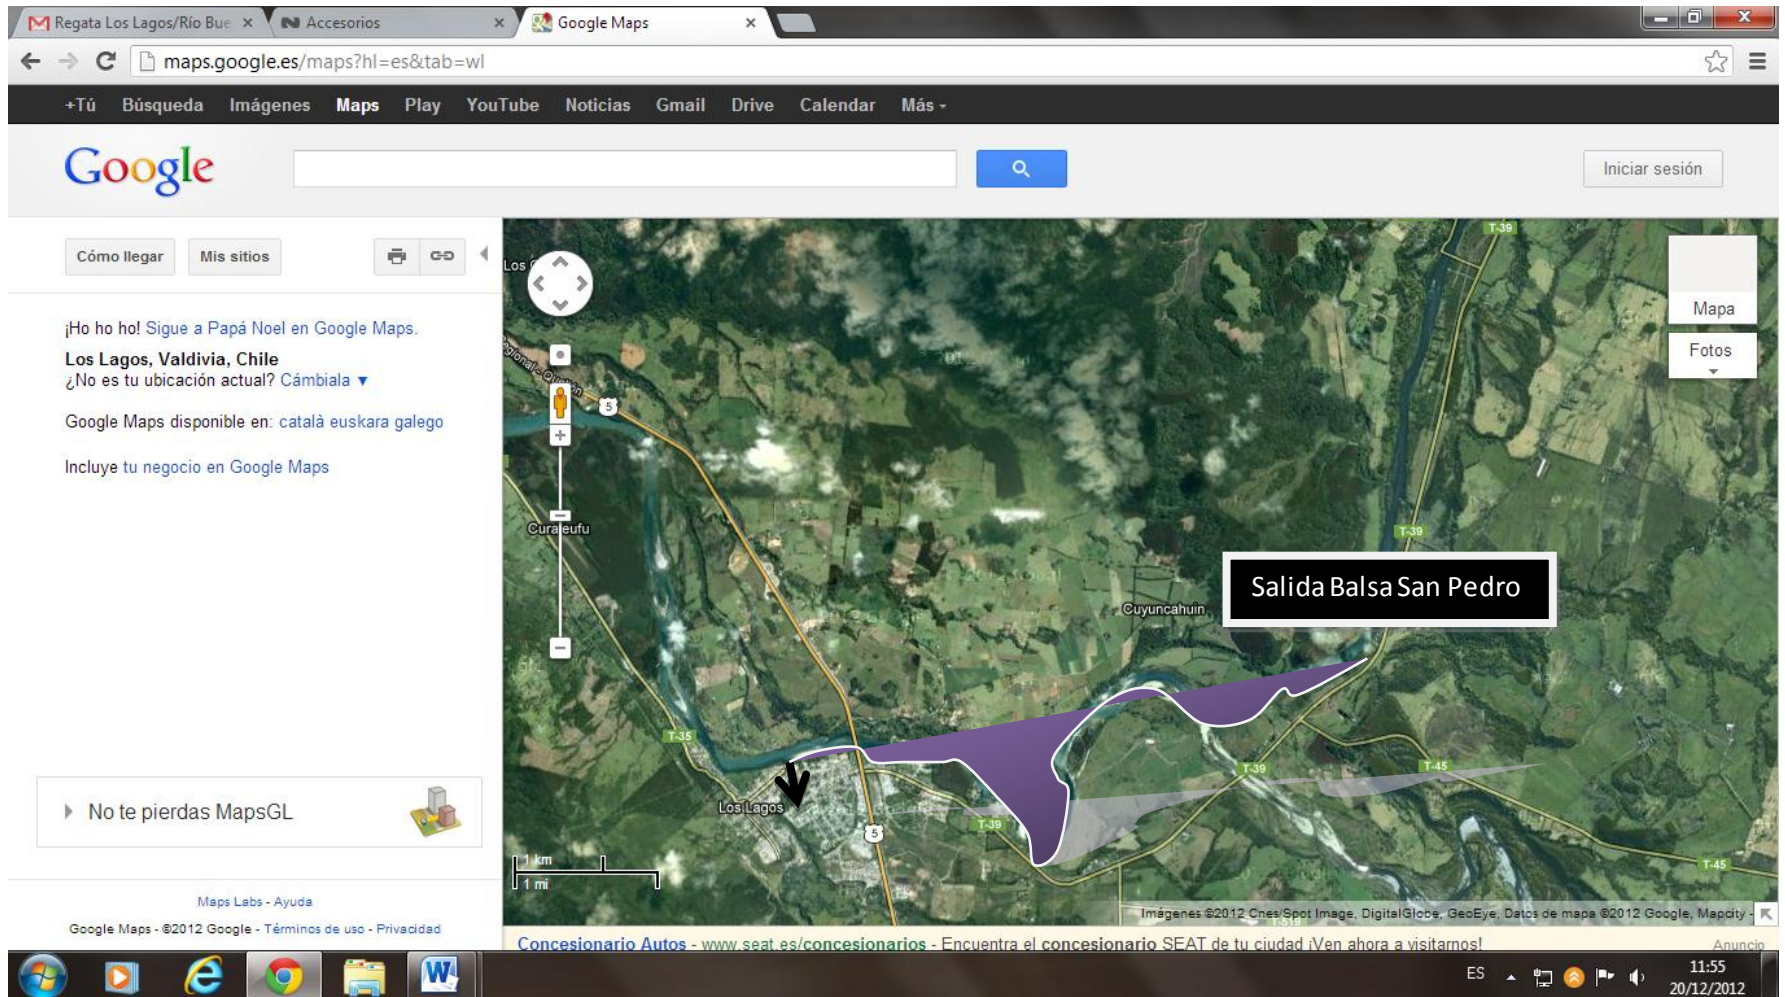 Regata Los Lagos/Río Bue
Accesorios
Google Maps
maps.google.es/maps?hl=es&tab=wl
+Tú Búsqueda Imágenes Maps Play YouTube Noticias Gmail Drive Calendar Más
Google
Iniciar sesión
Cómo llegar
Mis sitios
¡Ho ho ho! Sigue a Papá Noel en Google Maps.
Los Lagos, Valdivia, Chile
¿No es tu ubicación actual? Cámbiala ▼
Google Maps disponible en: català euskara galego
Incluye tu negocio en Google Maps
No te pierdas MapsGL
Maps Labs - Ayuda
Google Maps - ©2012 Google - Términos de uso - Privacidad
Los
T-39
Mapa
Fotos
5
Curaleufu
T-39
Salida Balsa San Pedro
Cuyuncahuin
T-35
T-39
T-45
Los Lagos
T-39
5
T-45
1 km
1 mi
Imágenes ©2012 Cnes/Spot Image, DigitalGlobe, GeoEye, Datos de mapa ©2012 Google, Mapcity -
Concesionario Autos - www.seat.es/concesionarios - Encuentra el concesionario SEAT de tu ciudad ¡Ven ahora a visitarnos!
Anuncio
ES
11:55
20/12/2012